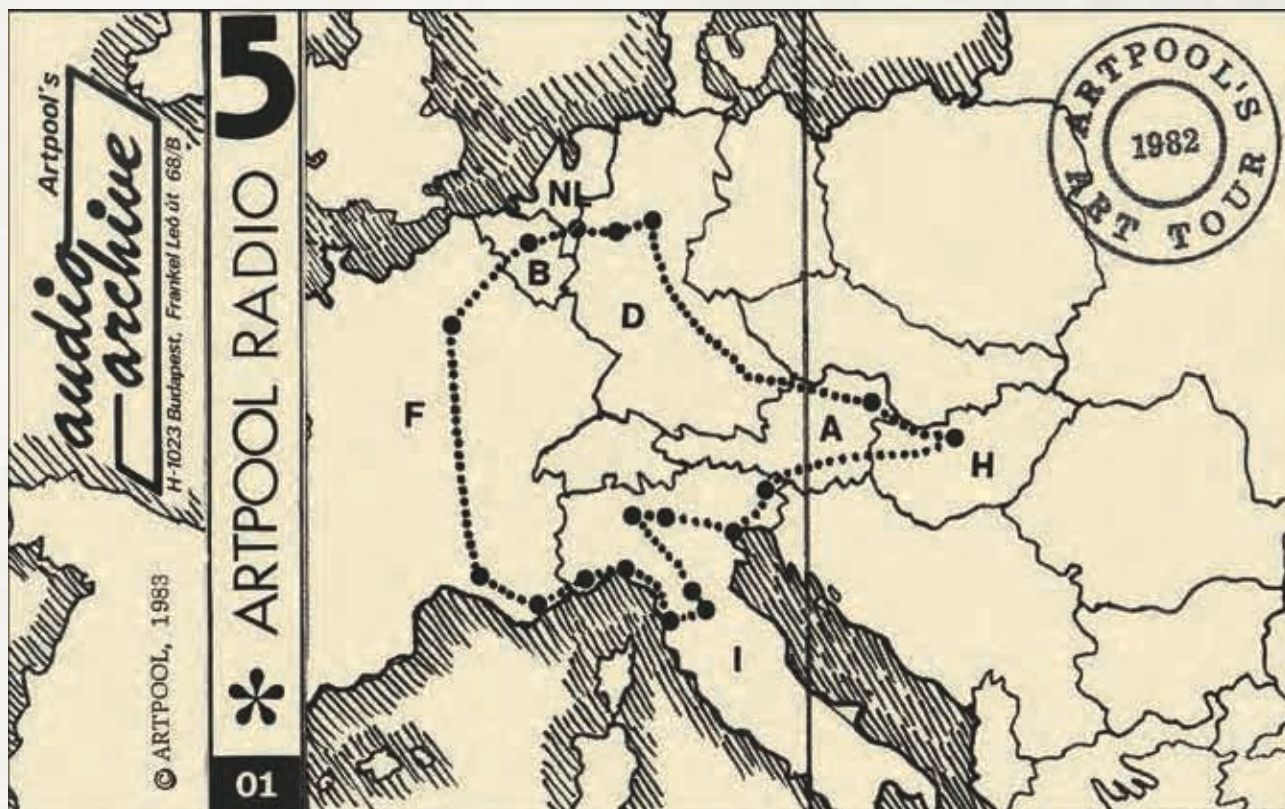 Artpool's
audio
archive
H-1023 Budapest, Frankel Leó út 68/B
© ARTPOOL, 1983
5
ARTPOOL RADIO
*
01
NL
B
D
F
A
H
I
ARTPOOL'S
ART TOUR
1982